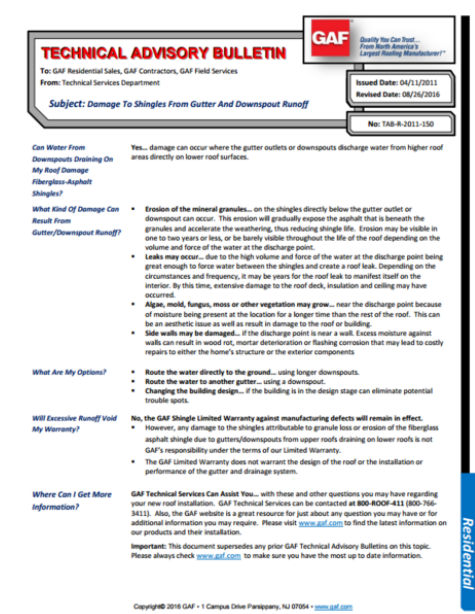 GAF
Quality You Can Trust...
From North America's
Largest Roofing Manufacturer!™
TECHNICAL ADVISORY BULLETIN
To: GAF Residential Sales, GAF Contractors, GAF Field Services
From: Technical Services Department
Subject: Damage To Shingles From Gutter And Downspout Runoff
Issued Date: 04/11/2011
Revised Date: 08/26/2016
No: TAB-R-2011-150
Can Water From
Downspouts Draining On
My Roof Damage
Fiberglass-Asphalt
Shingles?
Yes... damage can occur where the gutter outlets or downspouts discharge water from higher roof
areas directly on lower roof surfaces.
What Kind Of Damage Can
Result From
Gutter/Downspout Runoff?
▪ Erosion of the mineral granules... on the shingles directly below the gutter outlet or
downspout can occur. This erosion will gradually expose the asphalt that is beneath the
granules and accelerate the weathering, thus reducing shingle life. Erosion may be visible in
one to two years or less, or be barely visible throughout the life of the roof depending on the
volume and force of the water at the discharge point.
▪ Leaks may occur... due to the high volume and force of the water at the discharge point being
great enough to force water between the shingles and create a roof leak. Depending on the
circumstances and frequency, it may be years for the roof leak to manifest itself on the
interior. By this time, extensive damage to the roof deck, insulation and ceiling may have
occurred.
▪ Algae, mold, fungus, moss or other vegetation may grow... near the discharge point because
of moisture being present at the location for a longer time than the rest of the roof. This can
be an aesthetic issue as well as result in damage to the roof or building.
▪ Side walls may be damaged... if the discharge point is near a wall. Excess moisture against
walls can result in wood rot, mortar deterioration or flashing corrosion that may lead to costly
repairs to either the home's structure or the exterior components
What Are My Options?
▪ Route the water directly to the ground... using longer downspouts.
▪ Route the water to another gutter... using a downspout.
▪ Changing the building design... if the building is in the design stage can eliminate potential
trouble spots.
Will Excessive Runoff Void
My Warranty?
No, the GAF Shingle Limited Warranty against manufacturing defects will remain in effect.
▪ However, any damage to the shingles attributable to granule loss or erosion of the fiberglass
asphalt shingle due to gutters/downspouts from upper roofs draining on lower roofs is not
GAF's responsibility under the terms of our Limited Warranty.
▪ The GAF Limited Warranty does not warrant the design of the roof or the installation or
performance of the gutter and drainage system.
Where Can I Get More
Information?
GAF Technical Services Can Assist You... with these and other questions you may have regarding
your new roof installation. GAF Technical Services can be contacted at 800-ROOF-411 (800-766-
3411). Also, the GAF website is a great resource for just about any question you may have or for
additional information you may require. Please visit www.gaf.com to find the latest information on
our products and their installation.
Important: This document supersedes any prior GAF Technical Advisory Bulletins on this topic.
Please always check www.gaf.com to make sure you have the most up to date information.
Residential
Copyright© 2016 GAF • 1 Campus Drive Parsippany, NJ 07054 • www.gaf.com